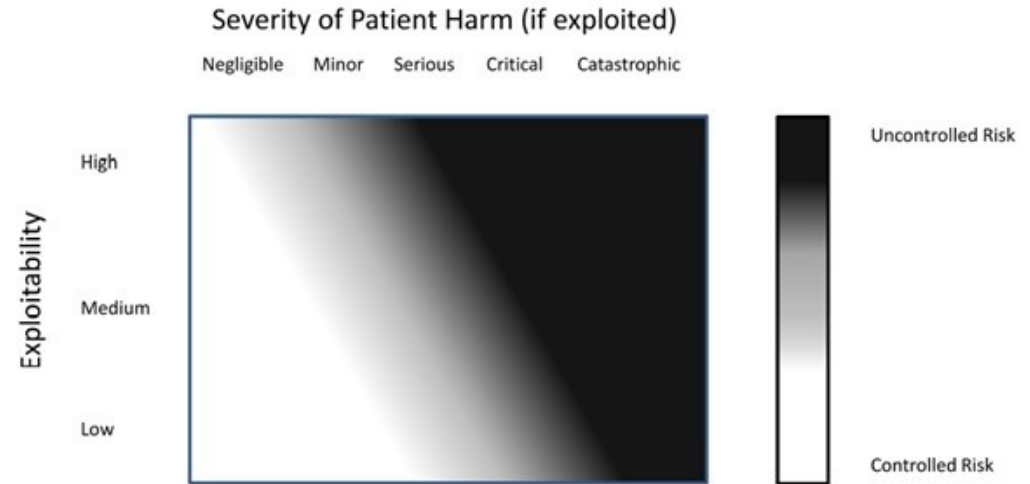 Severity of Patient Harm (if exploited)
Negligible Minor Serious Critical Catastrophic
Uncontrolled Risk
High
Exploitability
Medium
Low
Controlled Risk